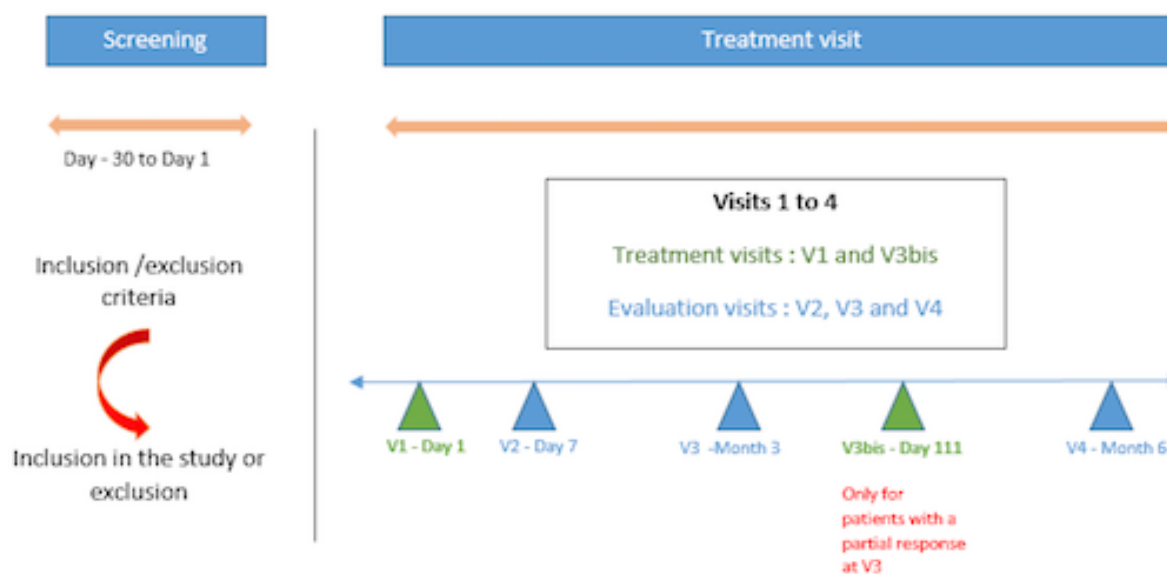 Screening
Treatment visit
Day - 30 to Day 1
Inclusion /exclusion
criteria
Inclusion in the study or
exclusion
Visits 1 to 4
Treatment visits : V1 and V3bis
Evaluation visits : V2, V3 and V4
V1 - Day 1
V2 - Day 7
V3 -Month 3
V3bis - Day 111
V4 - Month 6
Only for
patients with a
partial response
at V3